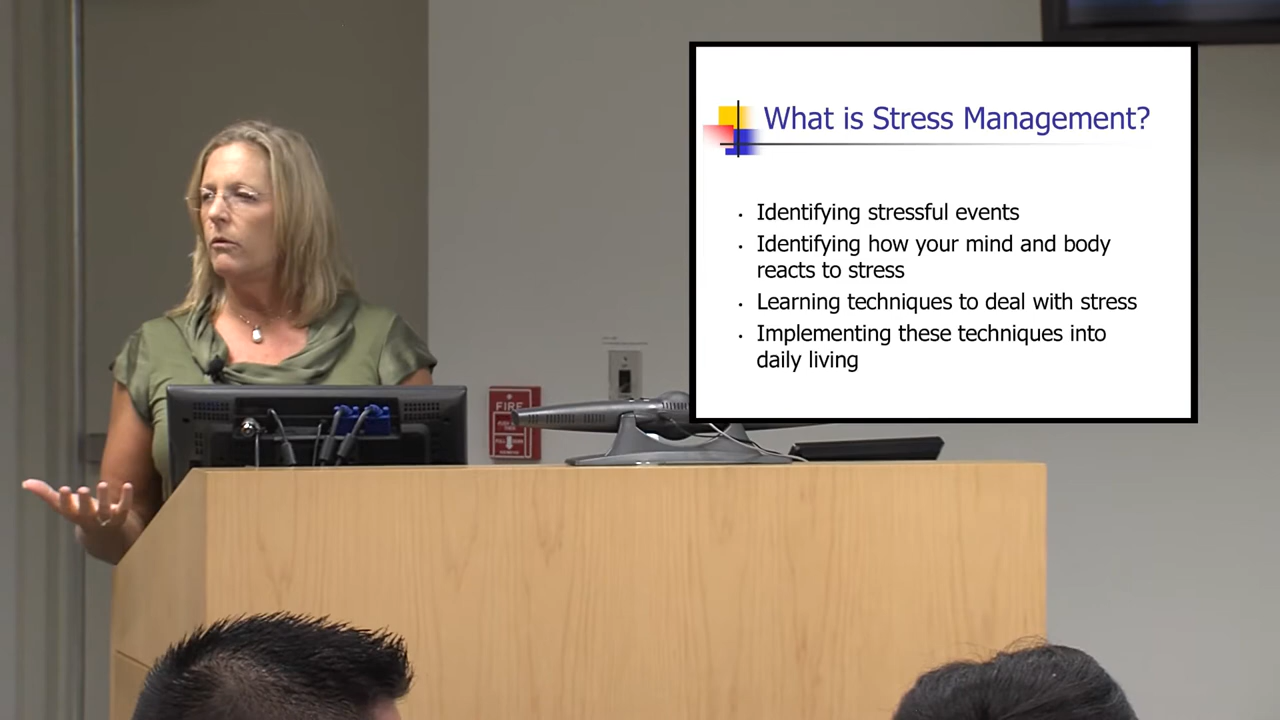 What is Stress Management?
· Identifying stressful events
· Identifying how your mind and body
reacts to stress
· Learning techniques to deal with stress
· Implementing these techniques into
daily living
FIRE